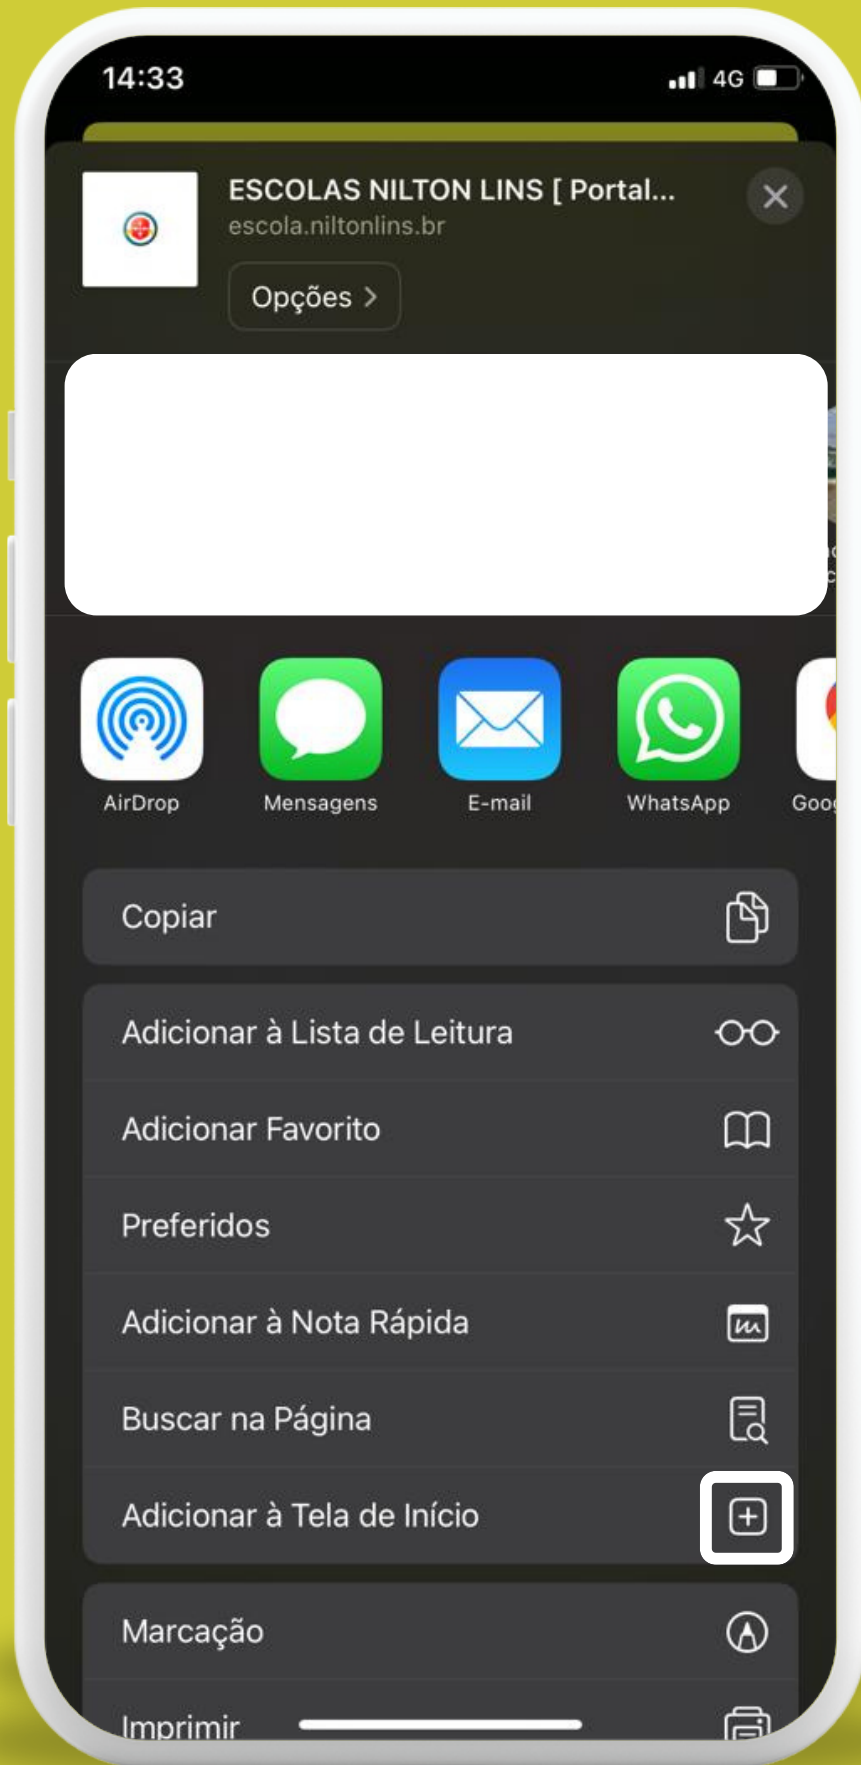 14:33
4G
ESCOLAS NILTON LINS [ Portal...
escola.niltonlins.br
Opções >
AirDrop
Mensagens
E-mail
WhatsApp
Copiar
Adicionar à Lista de Leitura
Adicionar Favorito
Preferidos
Adicionar à Nota Rápida
Buscar na Página
Adicionar à Tela de Início
Marcação
Imprimir